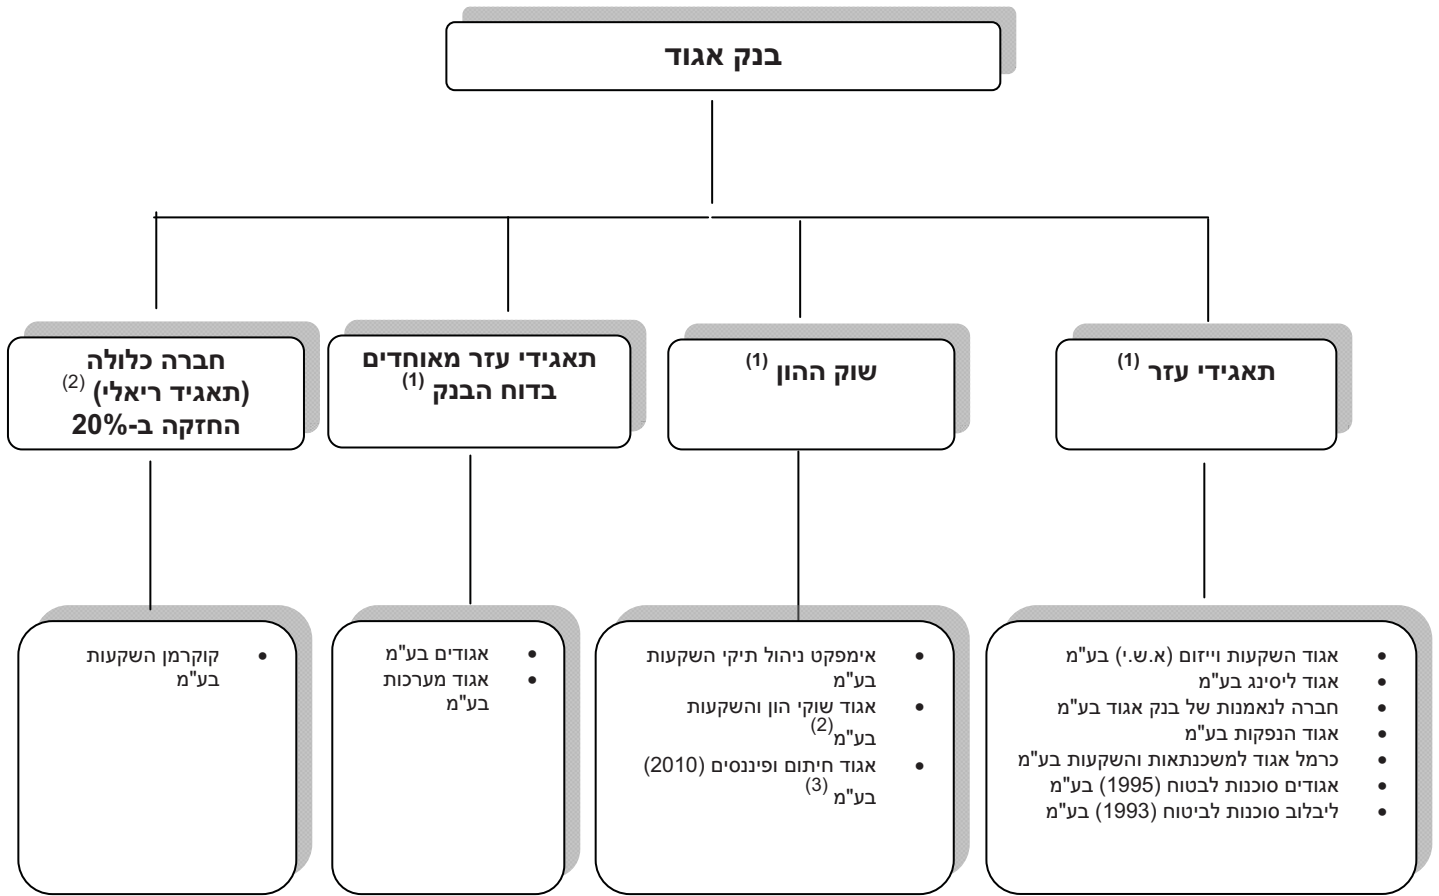 בנק אגוד
תאגידי עזר (1)
שוק ההון (1)
תאגידי עזר מאוחדים
בדוח הבנק (1)
חברה כלולה
(תאגיד ריאלי) (2)
החזקה ב-20%
• אגוד השקעות וייזום (א.ש.י) בע"מ
• אגוד ליסינג בע"מ
• חברה לנאמנות של בנק אגוד בע"מ
• אגוד הנפקות בע"מ
• כרמל אגוד למשכנתאות והשקעות בע"מ
• אגודים סוכנות לבטוח (1995) בע"מ
• ליבלוב סוכנות לביטוח (1993) בע"מ
• אימפקט ניהול תיקי השקעות
בע"מ
• אגוד שוקי הון והשקעות
בע"מ(2)
• אגוד חיתום ופיננסים (2010)
בע"מ (3)
• אגודים בע"מ
• אגוד מערכות
בע"מ
• קוקרמן השקעות
בע"מ